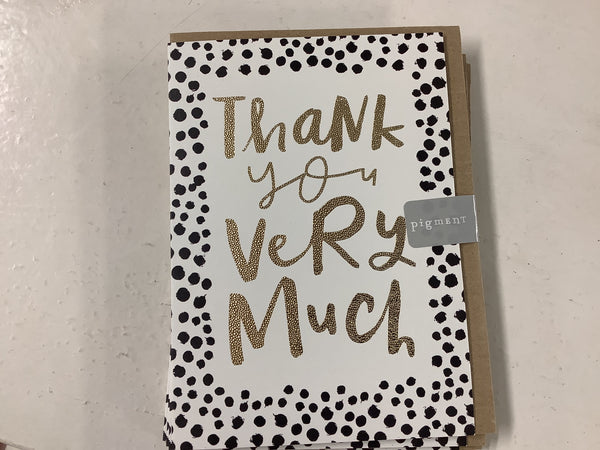 Thank
you
Very
Much
pigment